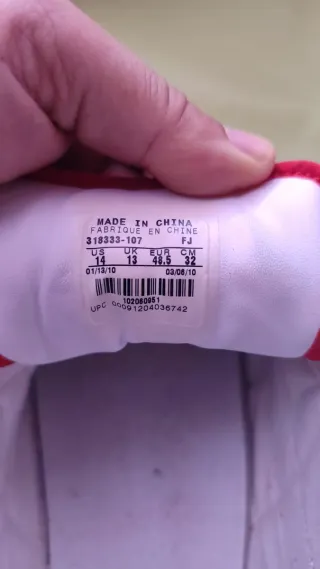 MADE IN CHINA
FABRIQUE EN CHINE
318333-107 FJ
US UK EUR CM
14 13 48.5 32
01/13/10 03/06/10
102080951
UPC 00091204036742